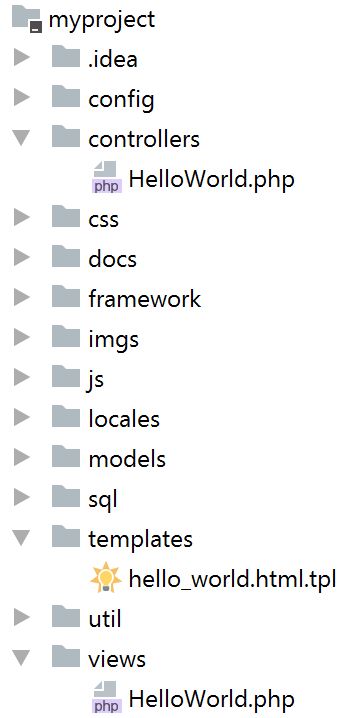 myproject
.idea
config
controllers
php HelloWorld.php
css
docs
framework
imgs
js
locales
models
sql
templates
hello_world.html.tpl
util
views
php HelloWorld.php